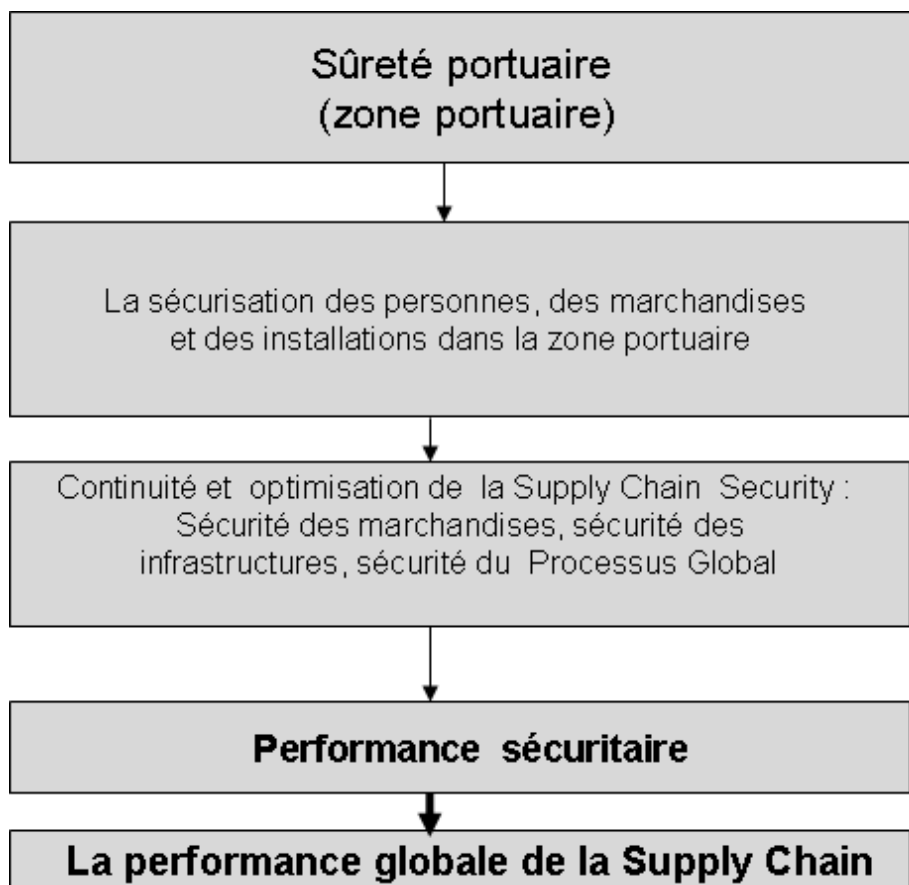 Sûreté portuaire
(zone portuaire)
La sécurisation des personnes, des marchandises
et des installations dans la zone portuaire
Continuité et optimisation de la Supply Chain Security :
Sécurité des marchandises, sécurité des
infrastructures, sécurité du Processus Global
Performance sécuritaire
La performance globale de la Supply Chain